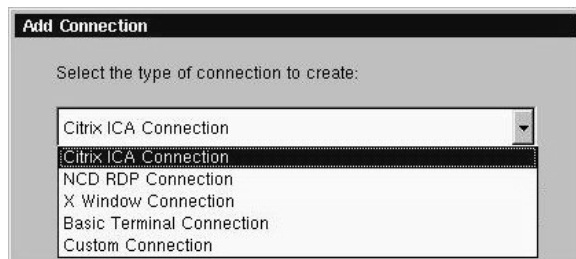 Add Connection
Select the type of connection to create:
Citrix ICA Connection
Citrix ICA Connection
NCD RDP Connection
X Window Connection
Basic Terminal Connection
Custom Connection